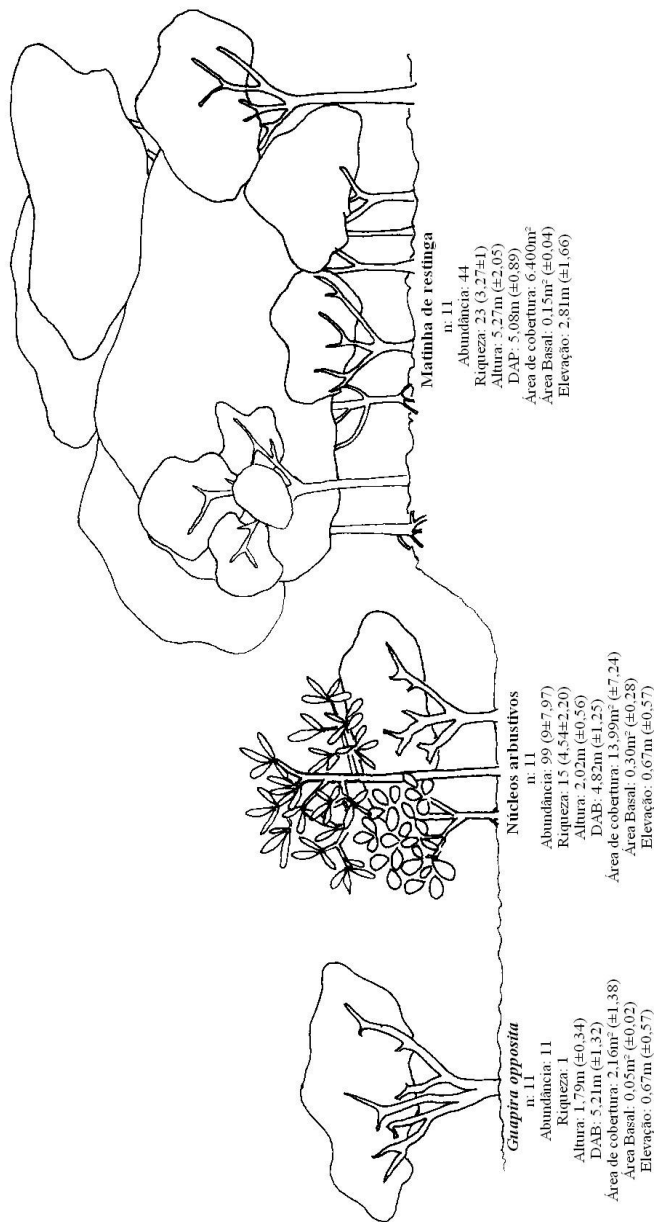 Guapira opposita
n: 11
Abundância: 11
Riqueza: 1
Altura: 1,79m (±0,34)
DAB: 5,21m (±1,32)
Área de cobertura: 2,16m² (±1,38)
Área Basal: 0,05m² (±0,02)
Elevação: 0,67m (±0,57)
Núcleos arbustivos
n: 11
Abundância: 99 (9±7,97)
Riqueza: 15 (4,54±2,20)
Altura: 2,02m (±0,56)
DAB: 4,82m (±1,25)
Área de cobertura: 13,99m² (±7,24)
Área Basal: 0,30m² (±0,28)
Elevação: 0,67m (±0,57)
Matinha de restinga
n: 11
Abundância: 44
Riqueza: 23 (3,27±1)
Altura: 5,27m (±2,05)
DAP: 5,08m (±0,89)
Área de cobertura: 6.400m²
Área Basal: 0,15m² (±0,04)
Elevação: 2,81m (±1,66)